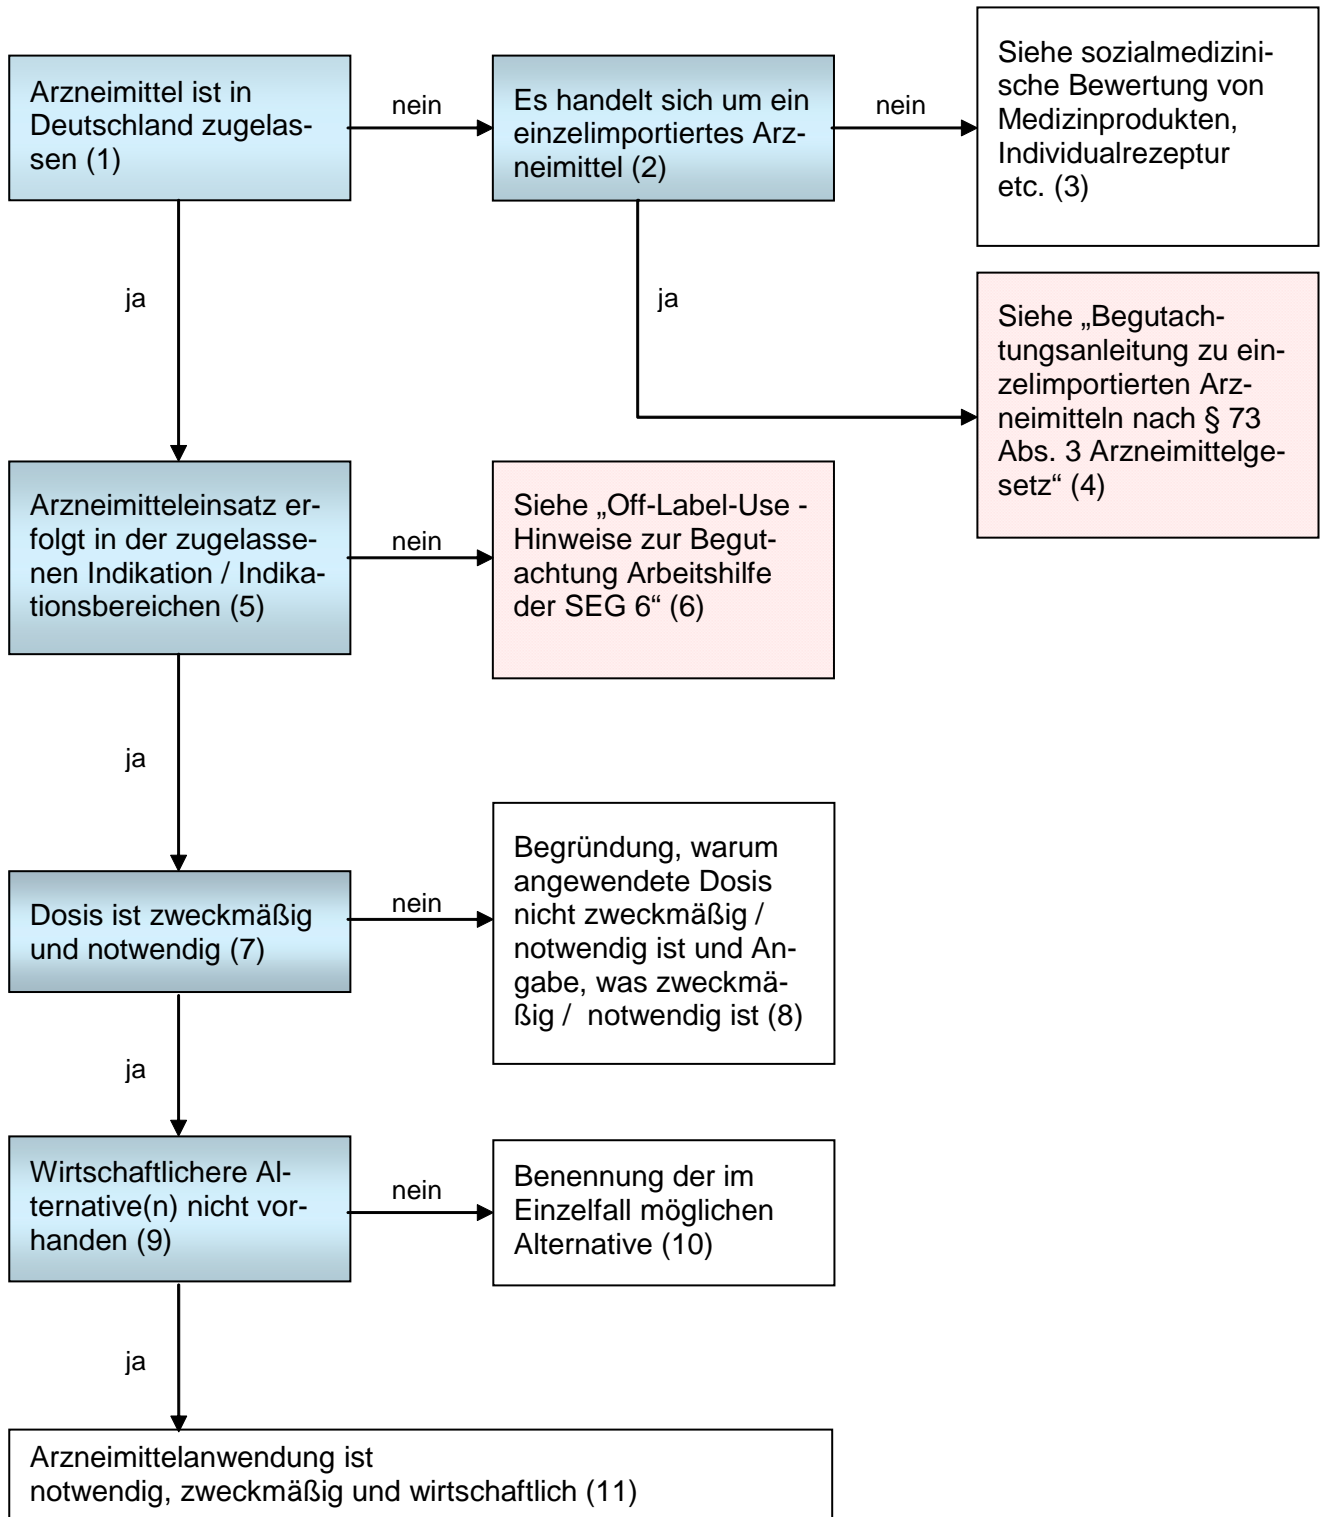 Arzneimittel ist in
Deutschland zugelas-
sen (1)
nein
Es handelt sich um ein
einzelimportiertes Arz-
neimittel (2)
nein
Siehe sozialmedizini-
sche Bewertung von
Medizinprodukten,
Individualrezeptur
etc. (3)
ja
ja
Siehe „Begutach-
tungsanleitung zu ein-
zelimportierten Arz-
neimitteln nach § 73
Abs. 3 Arzneimittelge-
setz“ (4)
Arzneimitteleinsatz er-
folgt in der zugelasse-
nen Indikation / Indika-
tionsbereichen (5)
nein
Siehe „Off-Label-Use -
Hinweise zur Begut-
achtung Arbeitshilfe
der SEG 6“ (6)
ja
Dosis ist zweckmäßig
und notwendig (7)
nein
Begründung, warum
angewendete Dosis
nicht zweckmäßig /
notwendig ist und An-
gabe, was zweckmä-
ßig /  notwendig ist (8)
ja
Wirtschaftlichere Al-
ternative(n) nicht vor-
handen (9)
nein
Benennung der im
Einzelfall möglichen
Alternative (10)
ja
Arzneimittelanwendung ist
notwendig, zweckmäßig und wirtschaftlich (11)